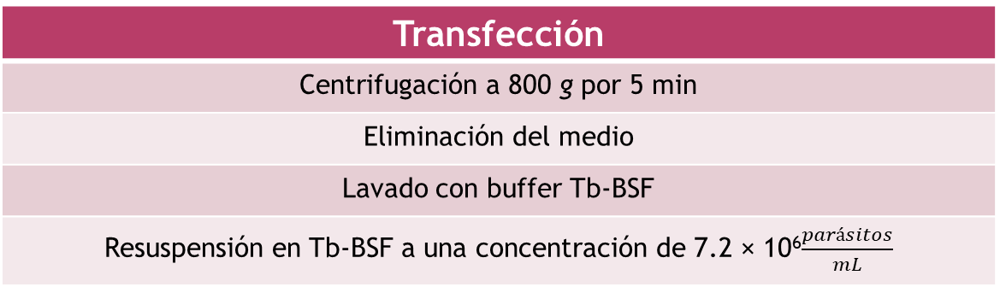 Transfección
Centrifugación a 800 g por 5 min
Eliminación del medio
Lavado con buffer Tb-BSF
Resuspensión en Tb-BSF a una concentración de 7.2 × 10⁶ parásitos/mL